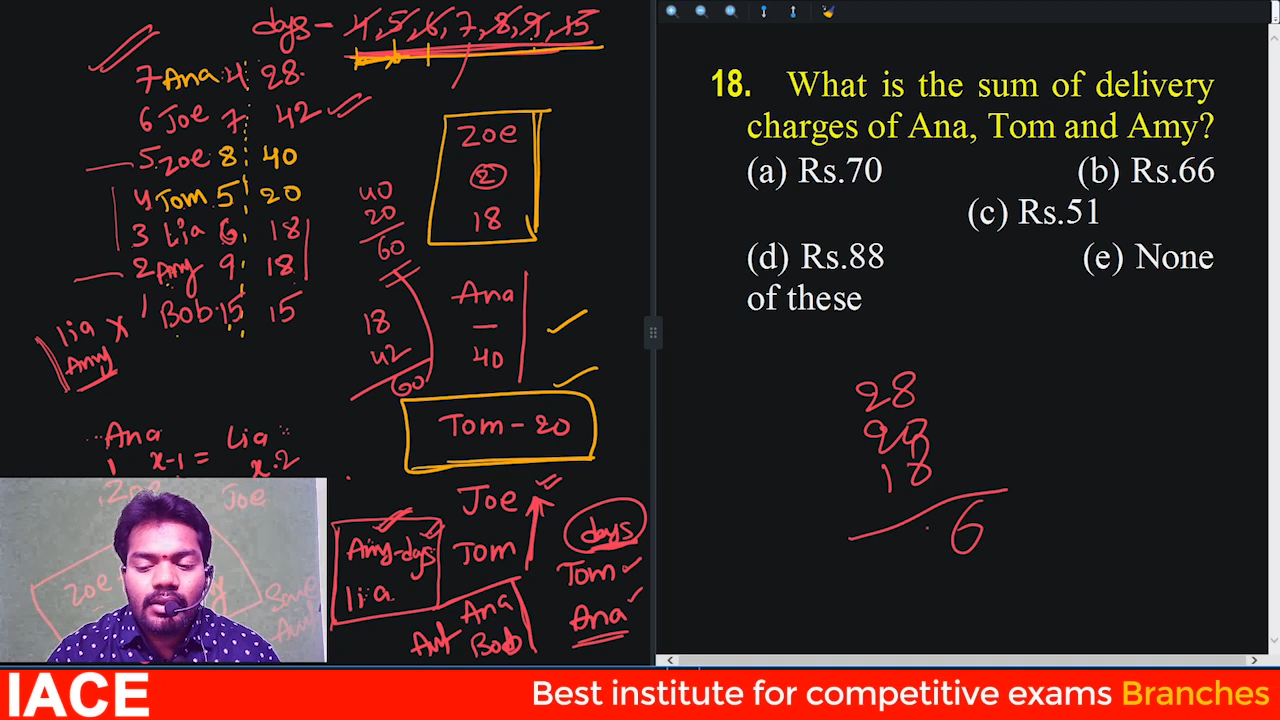 days - 4, 5, 6, 7, 8, 9, 15
7 Ana 4 28
6 Joe 7 42
5 Zoe 8 40
4 Tom 5 20
3 Lia 6 18
2 Amy 9 18
1 Bob 15 15
Lia x
Amy
Zoe
2
18
40
20
60
18
42
60
Ana
40
Tom - 20
Ana Lia
1 x-1 = x.2
Zoe Joe
Joe
Tom
Ana
Bob
Amy-days
Lia
days
Tom
Ana
18. What is the sum of delivery
charges of Ana, Tom and Amy?
(a) Rs.70 (b) Rs.66
(c) Rs.51
(d) Rs.88 (e) None
of these
28
18
6
IACE Best institute for competitive exams Branches